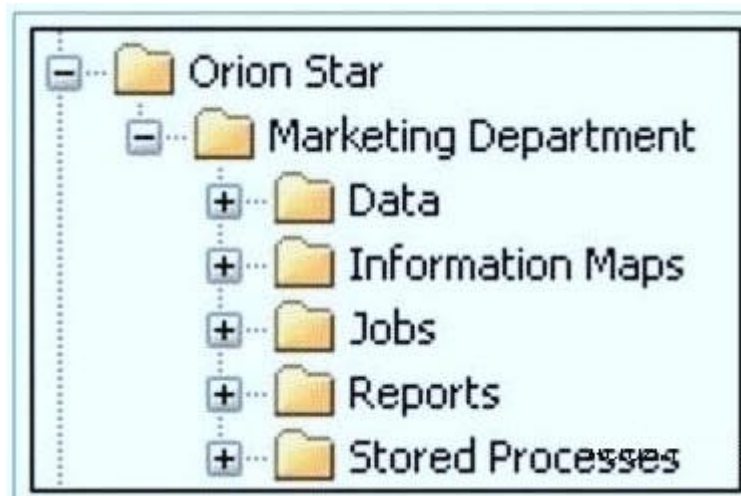 Orion Star
Marketing Department
Data
Information Maps
Jobs
Reports
Stored Processes